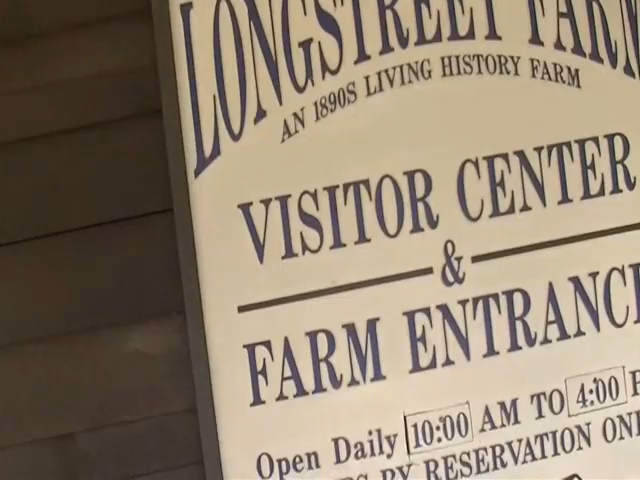 LONGSTREET FARM
AN 1890S LIVING HISTORY FARM
VISITOR CENTER
&
FARM ENTRANCE
Open Daily 10:00 AM TO 4:00 P
BY RESERVATION ONL